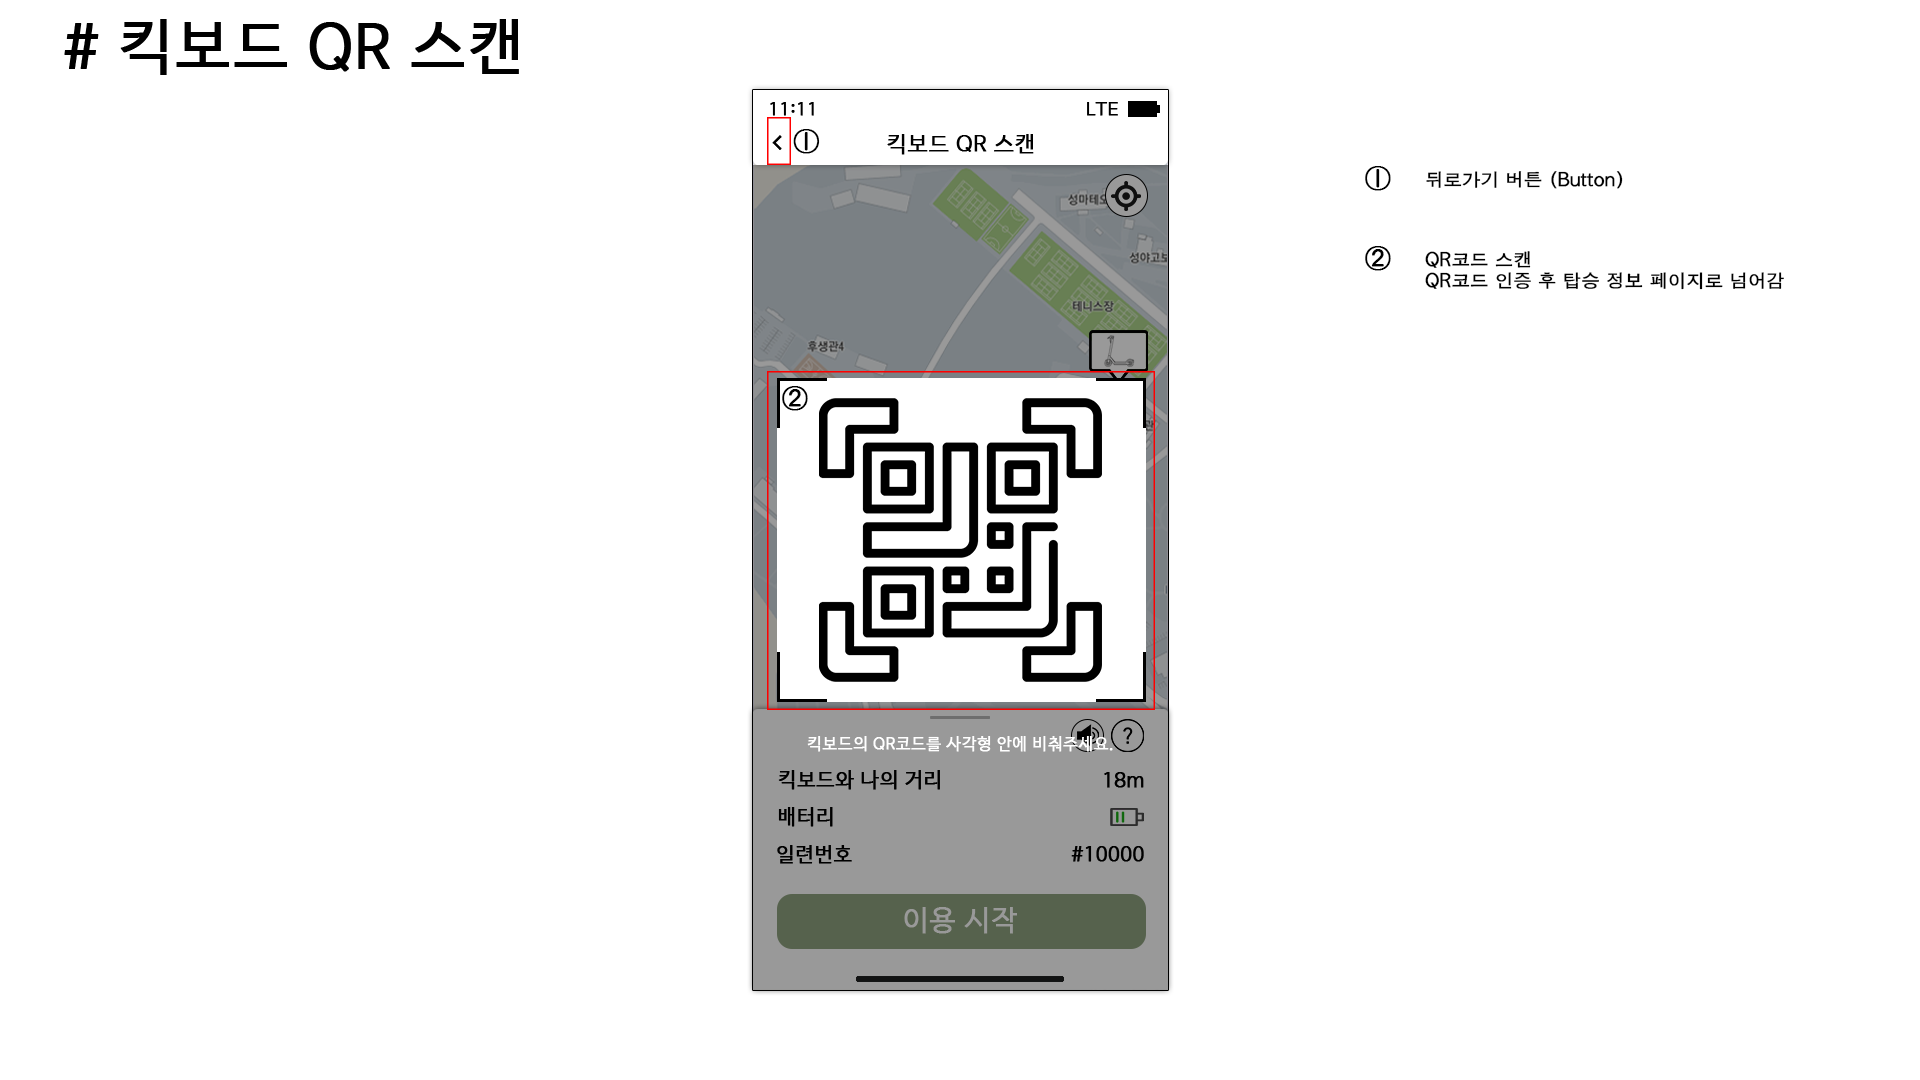 # 킥보드 QR 스캔
11:11
LTE
<
①
킥보드 QR 스캔
성마테오
성야고보
테니스장
후생관4
관
②
킥보드의 QR코드를 사각형 안에 비춰주세요.
?
킥보드와 나의 거리
18m
배터리
일련번호
#10000
이용 시작
① 뒤로가기 버튼 (Button)
② QR코드 스캔
QR코드 인증 후 탑승 정보 페이지로 넘어감